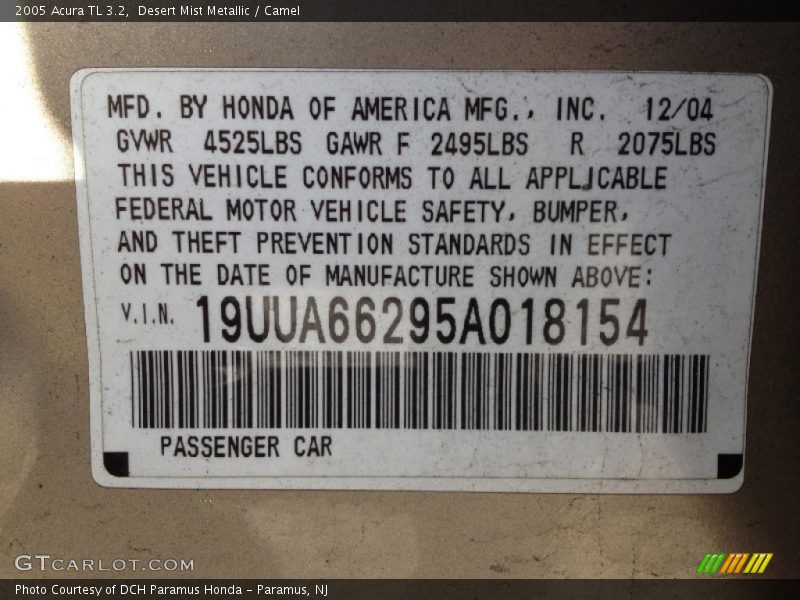 2005 Acura TL 3.2, Desert Mist Metallic / Camel
MFD. BY HONDA OF AMERICA MFG., INC. 12/04
GVWR 4525LBS GAWR F 2495LBS R 2075LBS
THIS VEHICLE CONFORMS TO ALL APPLICABLE
FEDERAL MOTOR VEHICLE SAFETY, BUMPER,
AND THEFT PREVENTION STANDARDS IN EFFECT
ON THE DATE OF MANUFACTURE SHOWN ABOVE:
V.I.N. 19UUA66295A018154
PASSENGER CAR
GTCARLOT.COM
Photo Courtesy of DCH Paramus Honda - Paramus, NJ